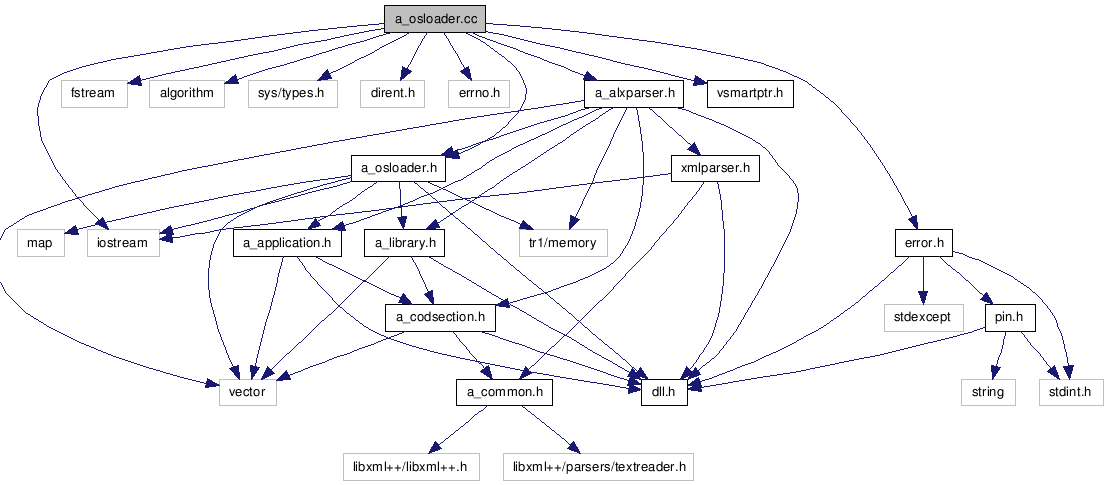 a_osloader.cc
fstream
algorithm
sys/types.h
dirent.h
errno.h
a_alxparser.h
vsmartptr.h
a_osloader.h
xmlparser.h
map
iostream
a_application.h
a_library.h
tr1/memory
error.h
a_codsection.h
stdexcept
pin.h
vector
a_common.h
dll.h
string
stdint.h
libxml++/libxml++.h
libxml++/parsers/textreader.h